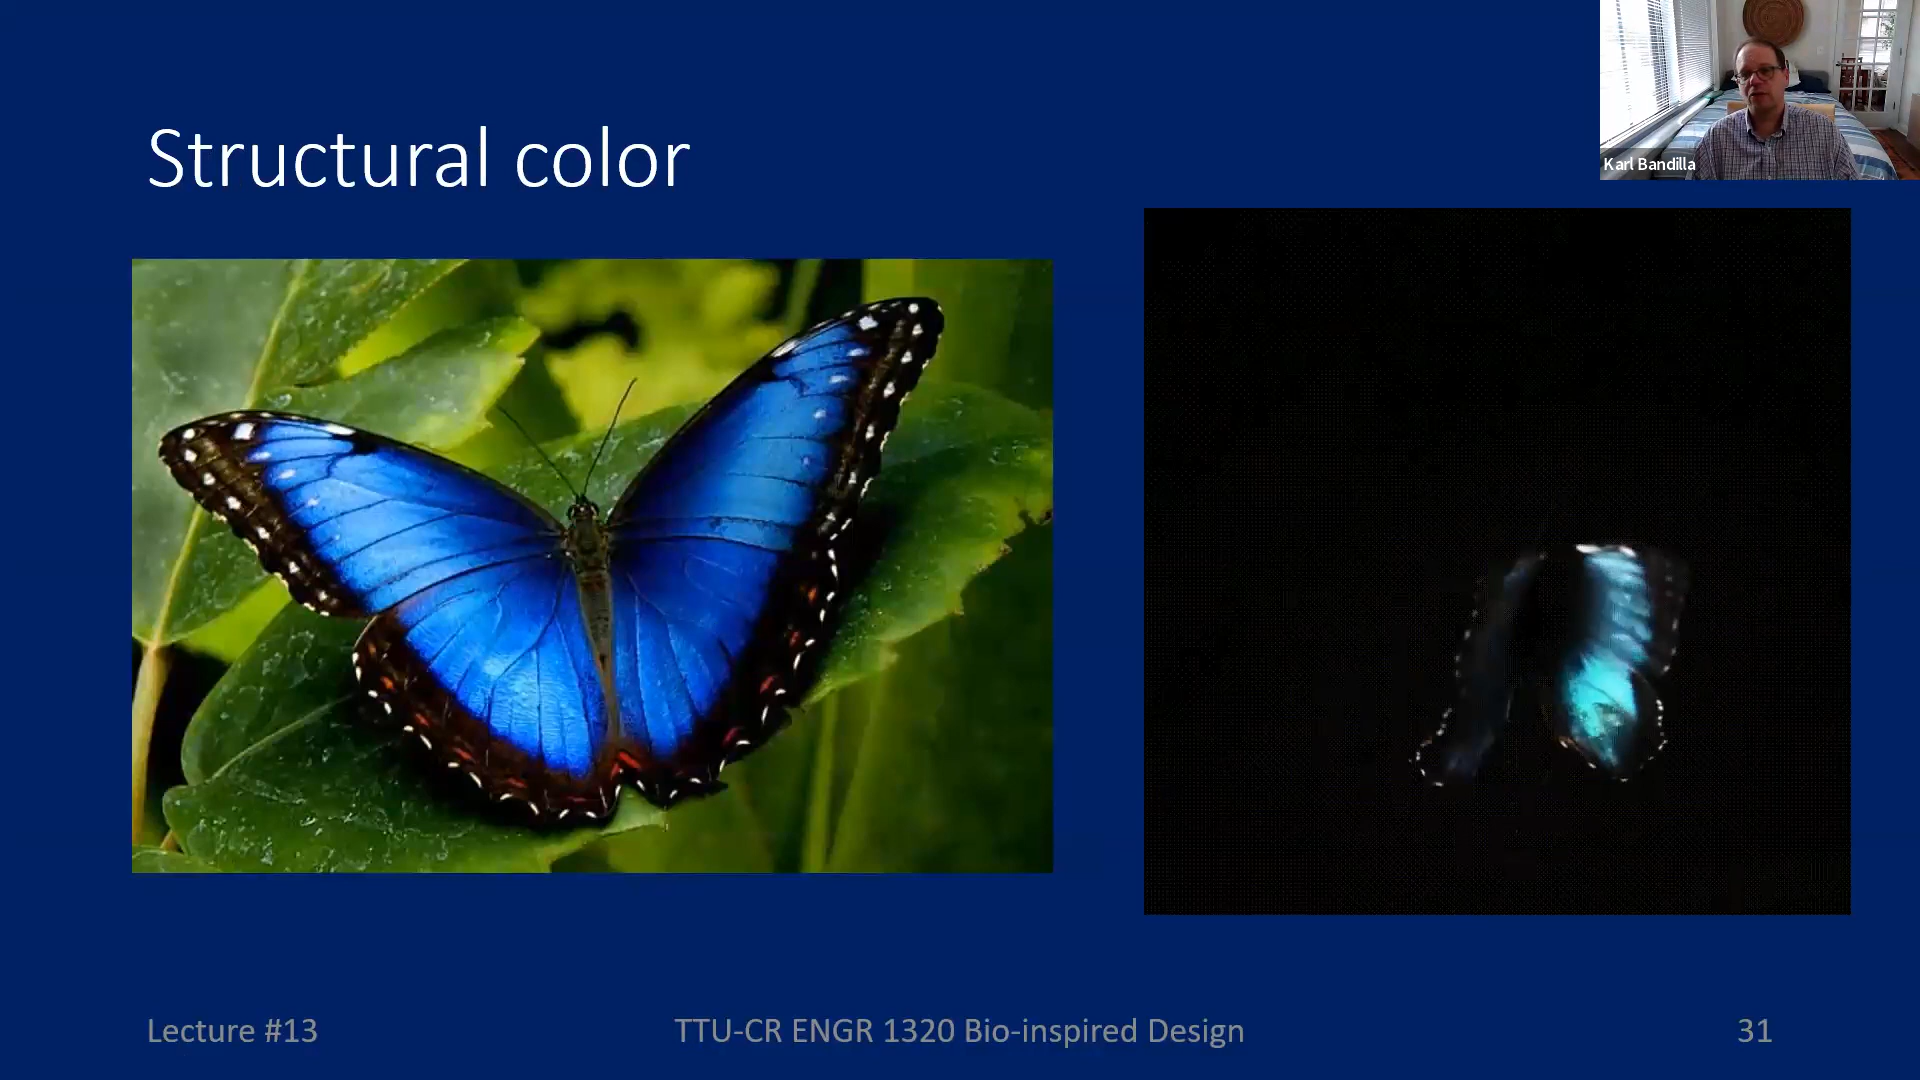 Karl Bandilla
Structural color
Lecture #13
TTU-CR ENGR 1320 Bio-inspired Design
31